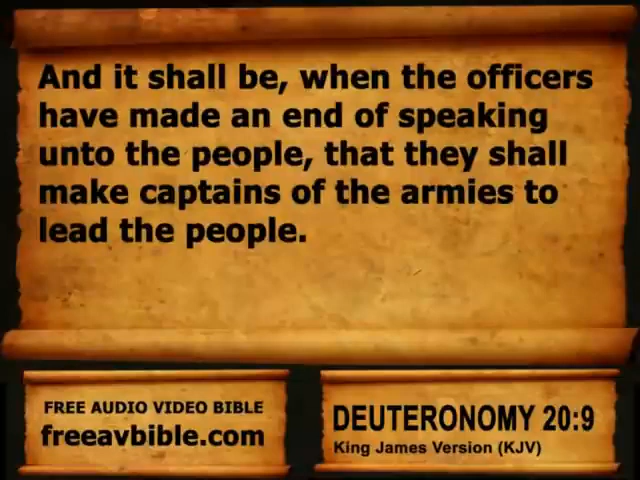 And it shall be, when the officers
have made an end of speaking
unto the people, that they shall
make captains of the armies to
lead the people.
FREE AUDIO VIDEO BIBLE
freeavbible.com
DEUTERONOMY 20:9
King James Version (KJV)